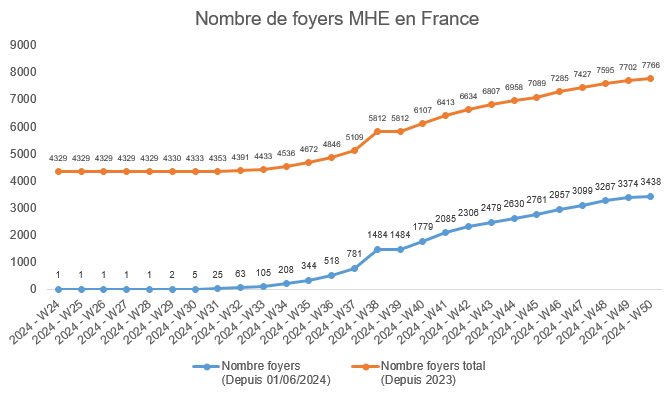 Nombre de foyers MHE en France
9000
8000
7000
6000
5000
4000
3000
2000
1000
0
4329 4329 4329 4329 4329 4330 4333 4353 4391 4433 4536 4672 4846 5109 5812 5812 6107 6413 6634 6807 6958 7089 7285 7427 7595 7702 7766
1 1 1 1 1 2 5 25 63 105 208 344 518 781 1484 1484 1779 2085 2306 2479 2630 2761 2957 3099 3267 3374 3438
2024 - W24 2024 - W25 2024 - W26 2024 - W27 2024 - W28 2024 - W29 2024 - W30 2024 - W31 2024 - W32 2024 - W33 2024 - W34 2024 - W35 2024 - W36 2024 - W37 2024 - W38 2024 - W39 2024 - W40 2024 - W41 2024 - W42 2024 - W43 2024 - W44 2024 - W45 2024 - W46 2024 - W47 2024 - W48 2024 - W49 2024 - W50
Nombre foyers
(Depuis 01/06/2024)
Nombre foyers total
(Depuis 2023)